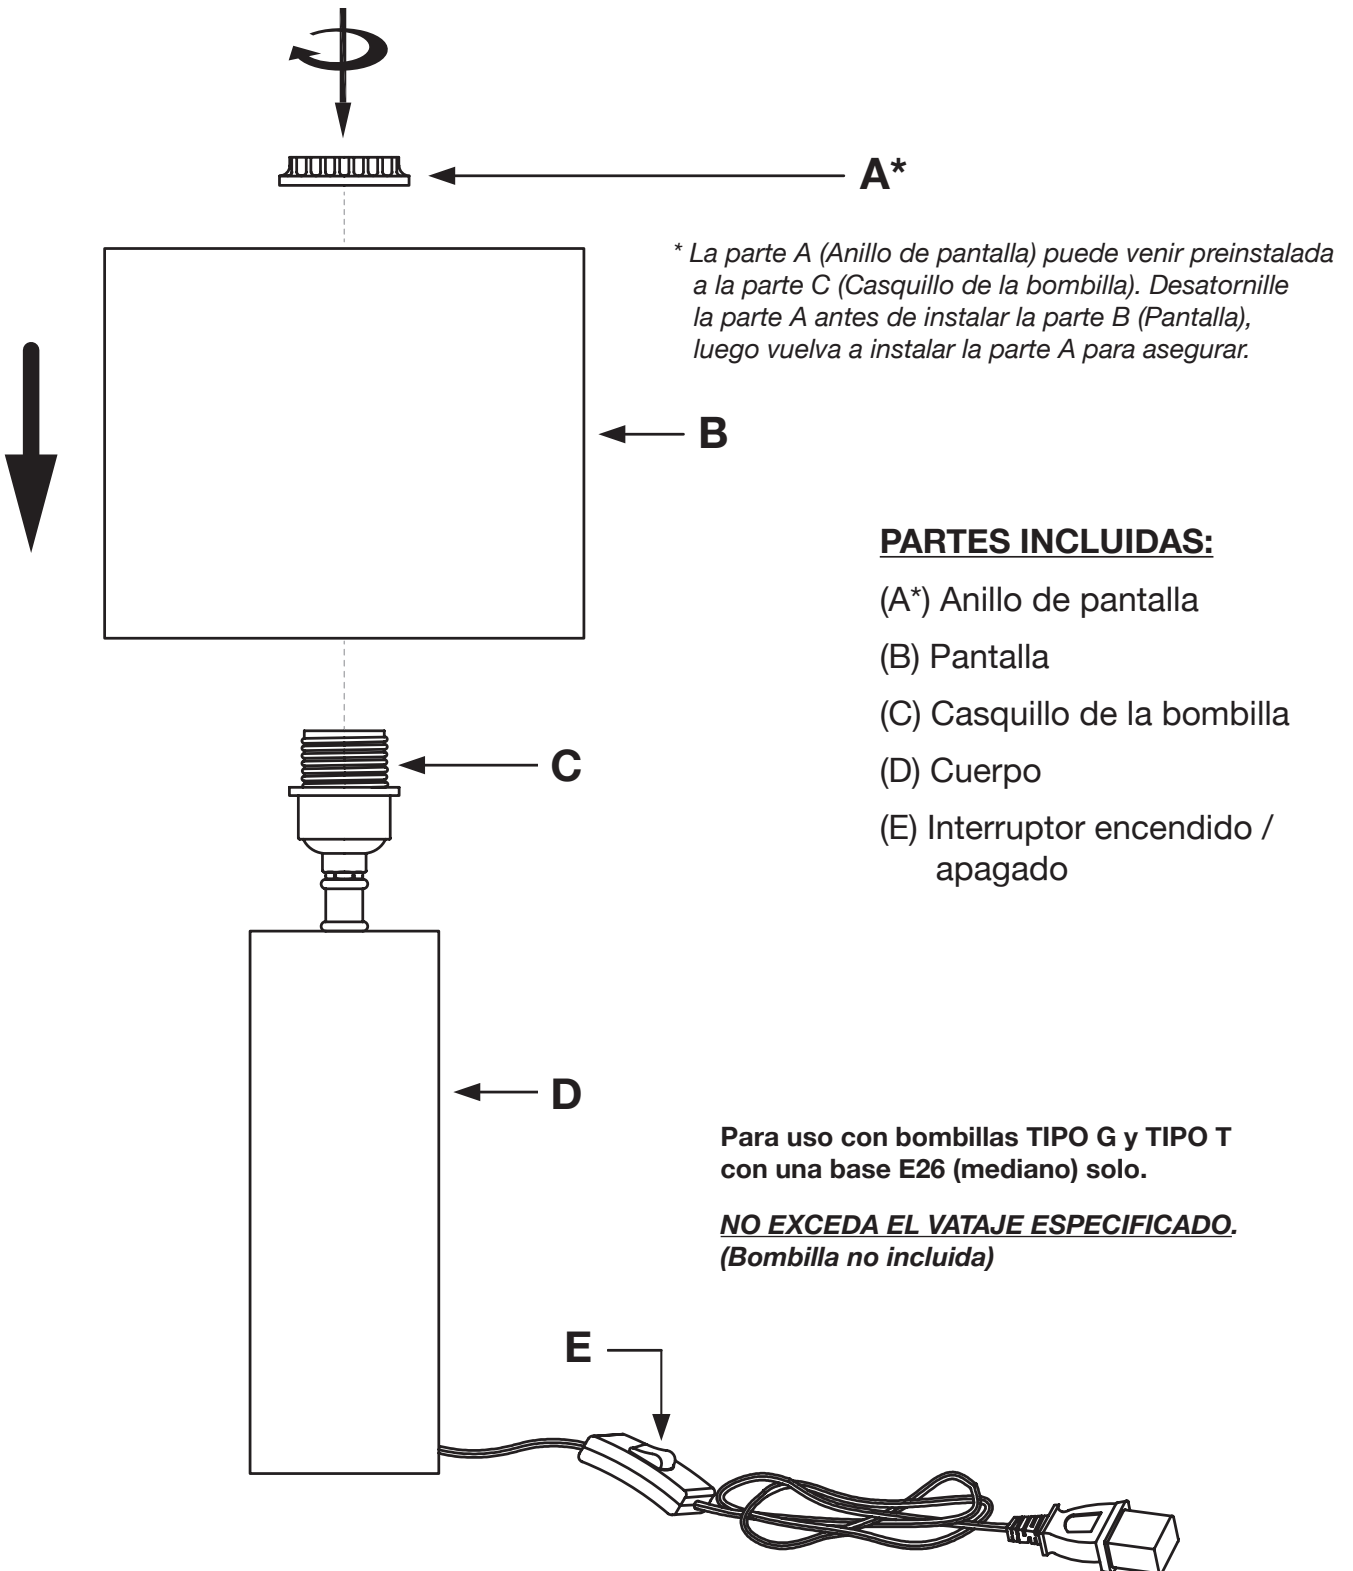 A*
* La parte A (Anillo de pantalla) puede venir preinstalada
a la parte C (Casquillo de la bombilla). Desatornille
la parte A antes de instalar la parte B (Pantalla),
luego vuelva a instalar la parte A para asegurar.
B
PARTES INCLUIDAS:
(A*) Anillo de pantalla
(B) Pantalla
(C) Casquillo de la bombilla
(D) Cuerpo
(E) Interruptor encendido /
apagado
C
D
Para uso con bombillas TIPO G y TIPO T
con una base E26 (mediano) solo.
NO EXCEDA EL VATAJE ESPECIFICADO.
(Bombilla no incluida)
E